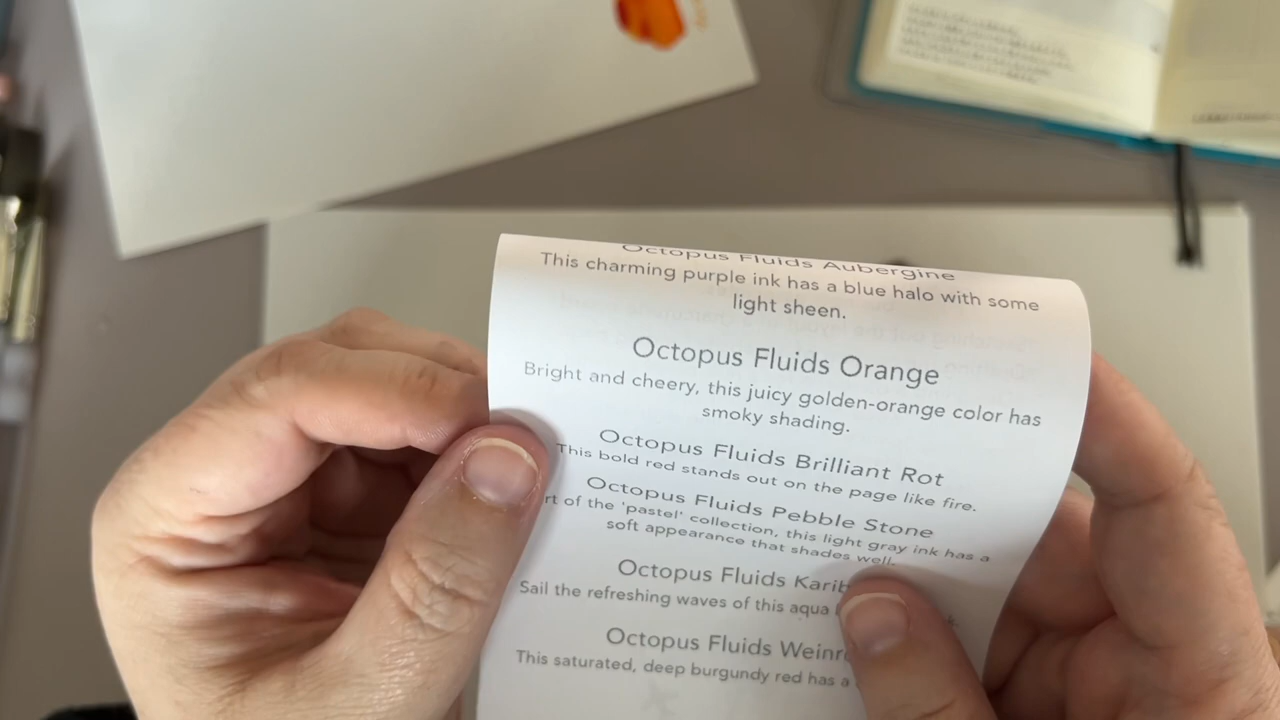 Octopus Fluids Aubergine
This charming purple ink has a blue halo with some
light sheen.
Octopus Fluids Orange
Bright and cheery, this juicy golden-orange color has
smoky shading.
Octopus Fluids Brilliant Rot
This bold red stands out on the page like fire.
Octopus Fluids Pebble Stone
rt of the 'pastel' collection, this light gray ink has a
soft appearance that shades well.
Octopus Fluids Karib
Sail the refreshing waves of this aqua
Octopus Fluids Weinr
This saturated, deep burgundy red has a